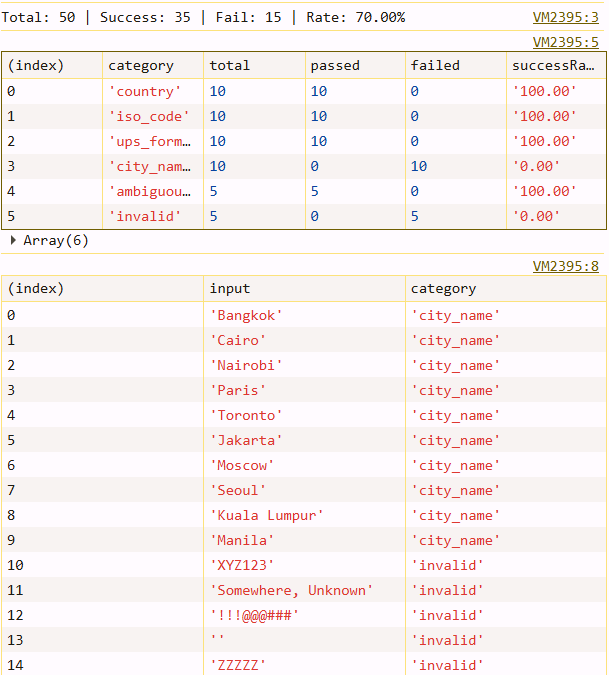 Total: 50 | Success: 35 | Fail: 15 | Rate: 70.00% VM2395:3
VM2395:5
(index) category total passed failed successRa…
0 'country' 10 10 0 '100.00'
1 'iso_code' 10 10 0 '100.00'
2 'ups_form… 10 10 0 '100.00'
3 'city_nam… 10 0 10 '0.00'
4 'ambiguou… 5 5 0 '100.00'
5 'invalid' 5 0 5 '0.00'
Array(6)
VM2395:8
(index) input category
0 'Bangkok' 'city_name'
1 'Cairo' 'city_name'
2 'Nairobi' 'city_name'
3 'Paris' 'city_name'
4 'Toronto' 'city_name'
5 'Jakarta' 'city_name'
6 'Moscow' 'city_name'
7 'Seoul' 'city_name'
8 'Kuala Lumpur' 'city_name'
9 'Manila' 'city_name'
10 'XYZ123' 'invalid'
11 'Somewhere, Unknown' 'invalid'
12 '!!!@@@###' 'invalid'
13 '' 'invalid'
14 'ZZZZZ' 'invalid'